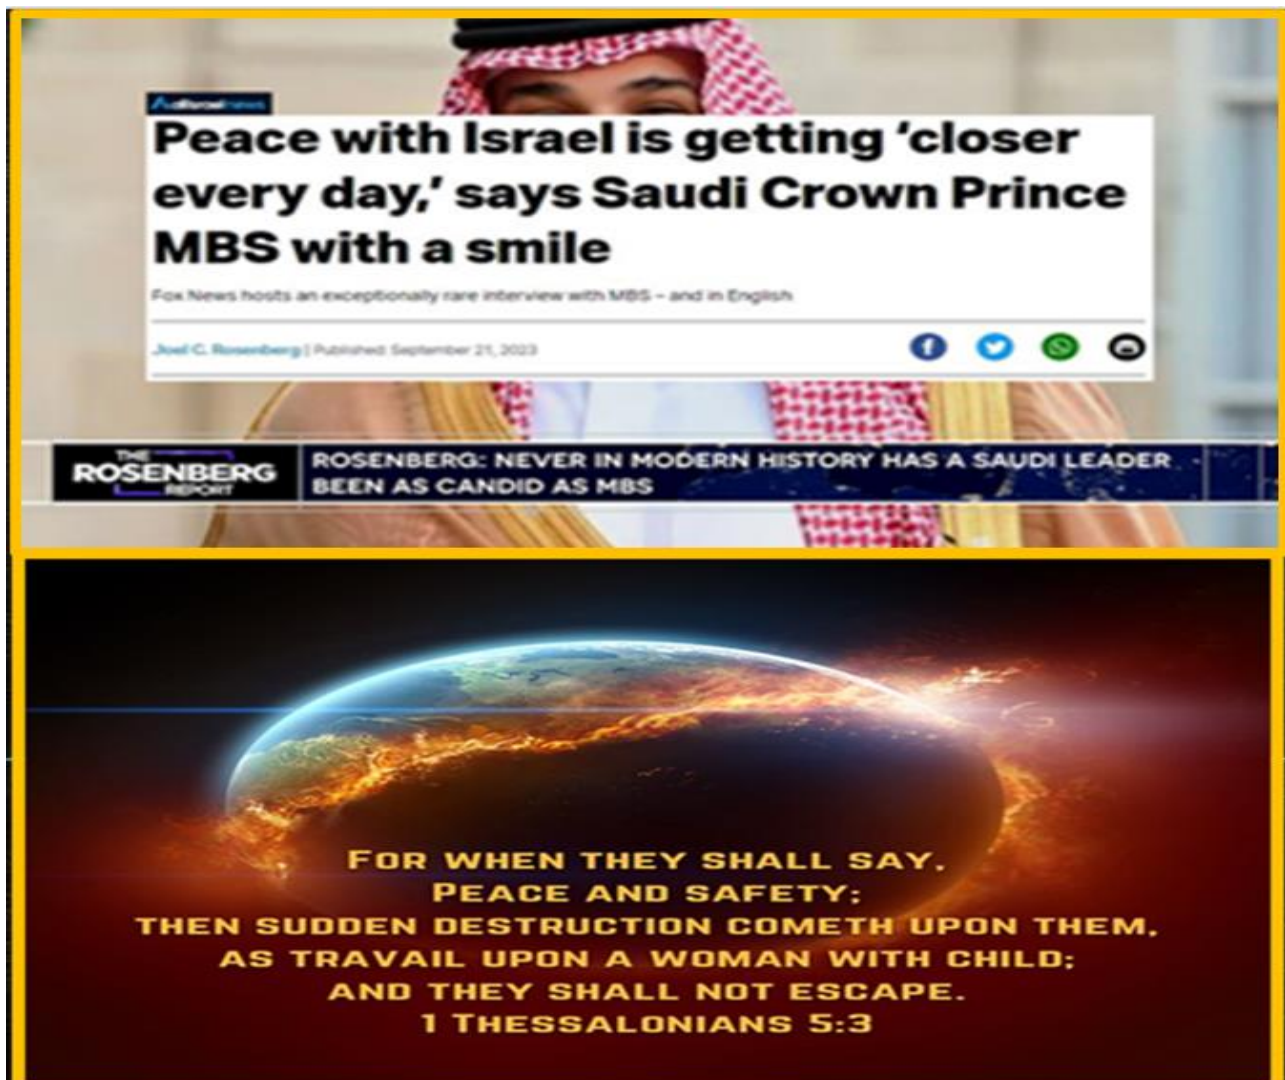 allisraelnews
Peace with Israel is getting ‘closer
every day,’ says Saudi Crown Prince
MBS with a smile
Fox News hosts an exceptionally rare interview with MBS – and in English
Joel C. Rosenberg | Published: September 21, 2023
THE
ROSENBERG
REPORT
ROSENBERG: NEVER IN MODERN HISTORY HAS A SAUDI LEADER
BEEN AS CANDID AS MBS
FOR WHEN THEY SHALL SAY,
PEACE AND SAFETY;
THEN SUDDEN DESTRUCTION COMETH UPON THEM,
AS TRAVAIL UPON A WOMAN WITH CHILD;
AND THEY SHALL NOT ESCAPE.
1 THESSALONIANS 5:3